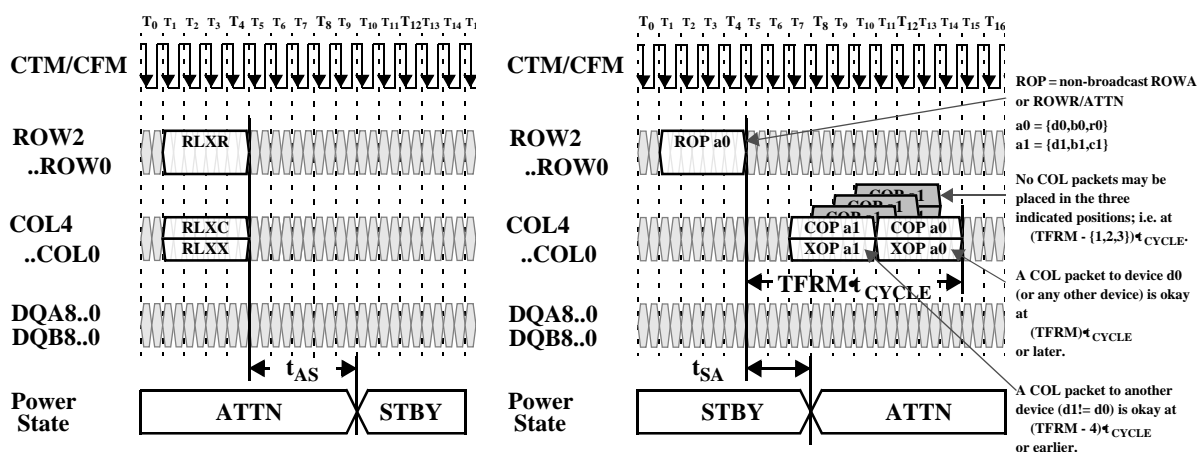 T0 T1 T2 T3 T4 T5 T6 T7 T8 T9 T10 T11 T12 T13 T14
CTM/CFM
ROW2
..ROW0
RLXR
COL4
..COL0
RLXC
RLXX
DQA8..0
DQB8..0
tAS
Power
State
ATTN
STBY
T0 T1 T2 T3 T4 T5 T6 T7 T8 T9 T10 T11 T12 T13 T14 T15 T16
CTM/CFM
ROW2
..ROW0
ROP a0
COP a1
COP a1
COP a1
COL4
..COL0
COP a1
COP a0
XOP a1
XOP a0
TFRM•tCYCLE
DQA8..0
DQB8..0
tSA
Power
State
STBY
ATTN
ROP = non-broadcast ROWA
or ROWR/ATTN
a0 = {d0,b0,r0}
a1 = {d1,b1,c1}
No COL packets may be
placed in the three
indicated positions; i.e. at
(TFRM - {1,2,3})•tCYCLE.
A COL packet to device d0
(or any other device) is okay
at
(TFRM)•tCYCLE
or later.
A COL packet to another
device (d1!= d0) is okay at
(TFRM - 4)•tCYCLE
or earlier.